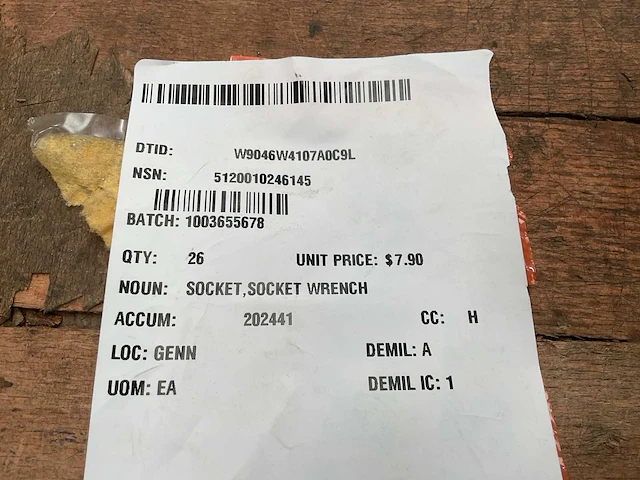 DTID: W9046W4107A0C9L
NSN: 5120010246145
BATCH: 1003655678
QTY: 26 UNIT PRICE: $7.90
NOUN: SOCKET,SOCKET WRENCH
ACCUM: 202441 CC: H
LOC: GENN DEMIL: A
UOM: EA DEMIL IC: 1